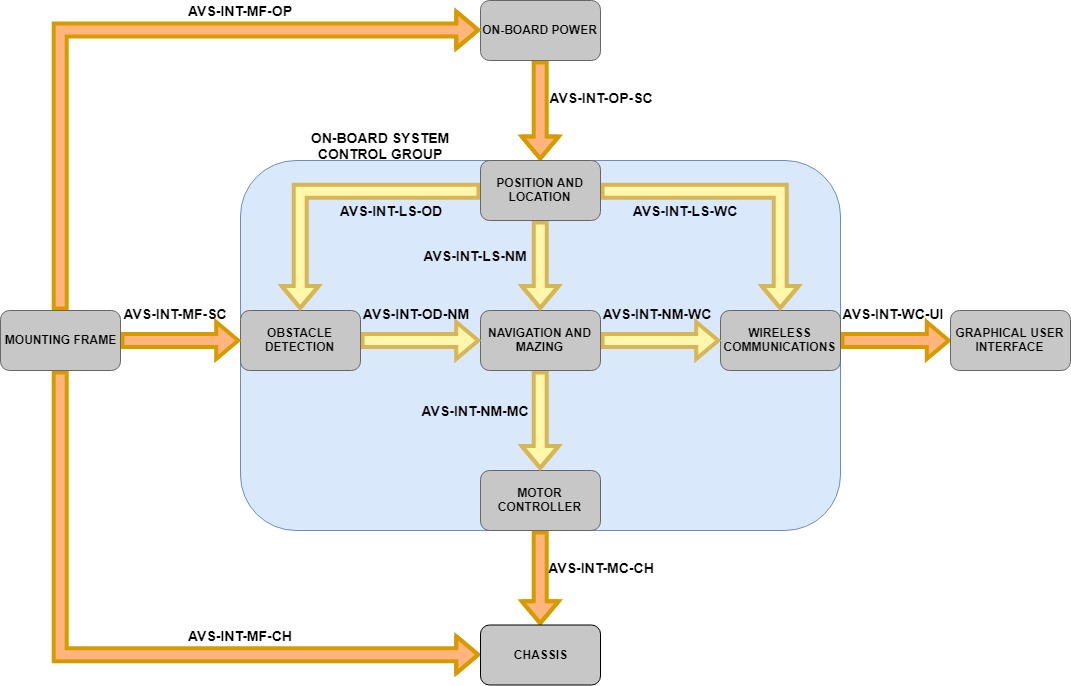 AVS-INT-MF-OP
ON-BOARD POWER
AVS-INT-OP-SC
ON-BOARD SYSTEM
CONTROL GROUP
POSITION AND
LOCATION
AVS-INT-LS-OD
AVS-INT-LS-WC
AVS-INT-LS-NM
AVS-INT-MF-SC
AVS-INT-OD-NM
AVS-INT-NM-WC
AVS-INT-WC-UI
MOUNTING FRAME
OBSTACLE
DETECTION
NAVIGATION AND
MAZING
WIRELESS
COMMUNICATIONS
GRAPHICAL USER
INTERFACE
AVS-INT-NM-MC
MOTOR
CONTROLLER
AVS-INT-MC-CH
AVS-INT-MF-CH
CHASSIS